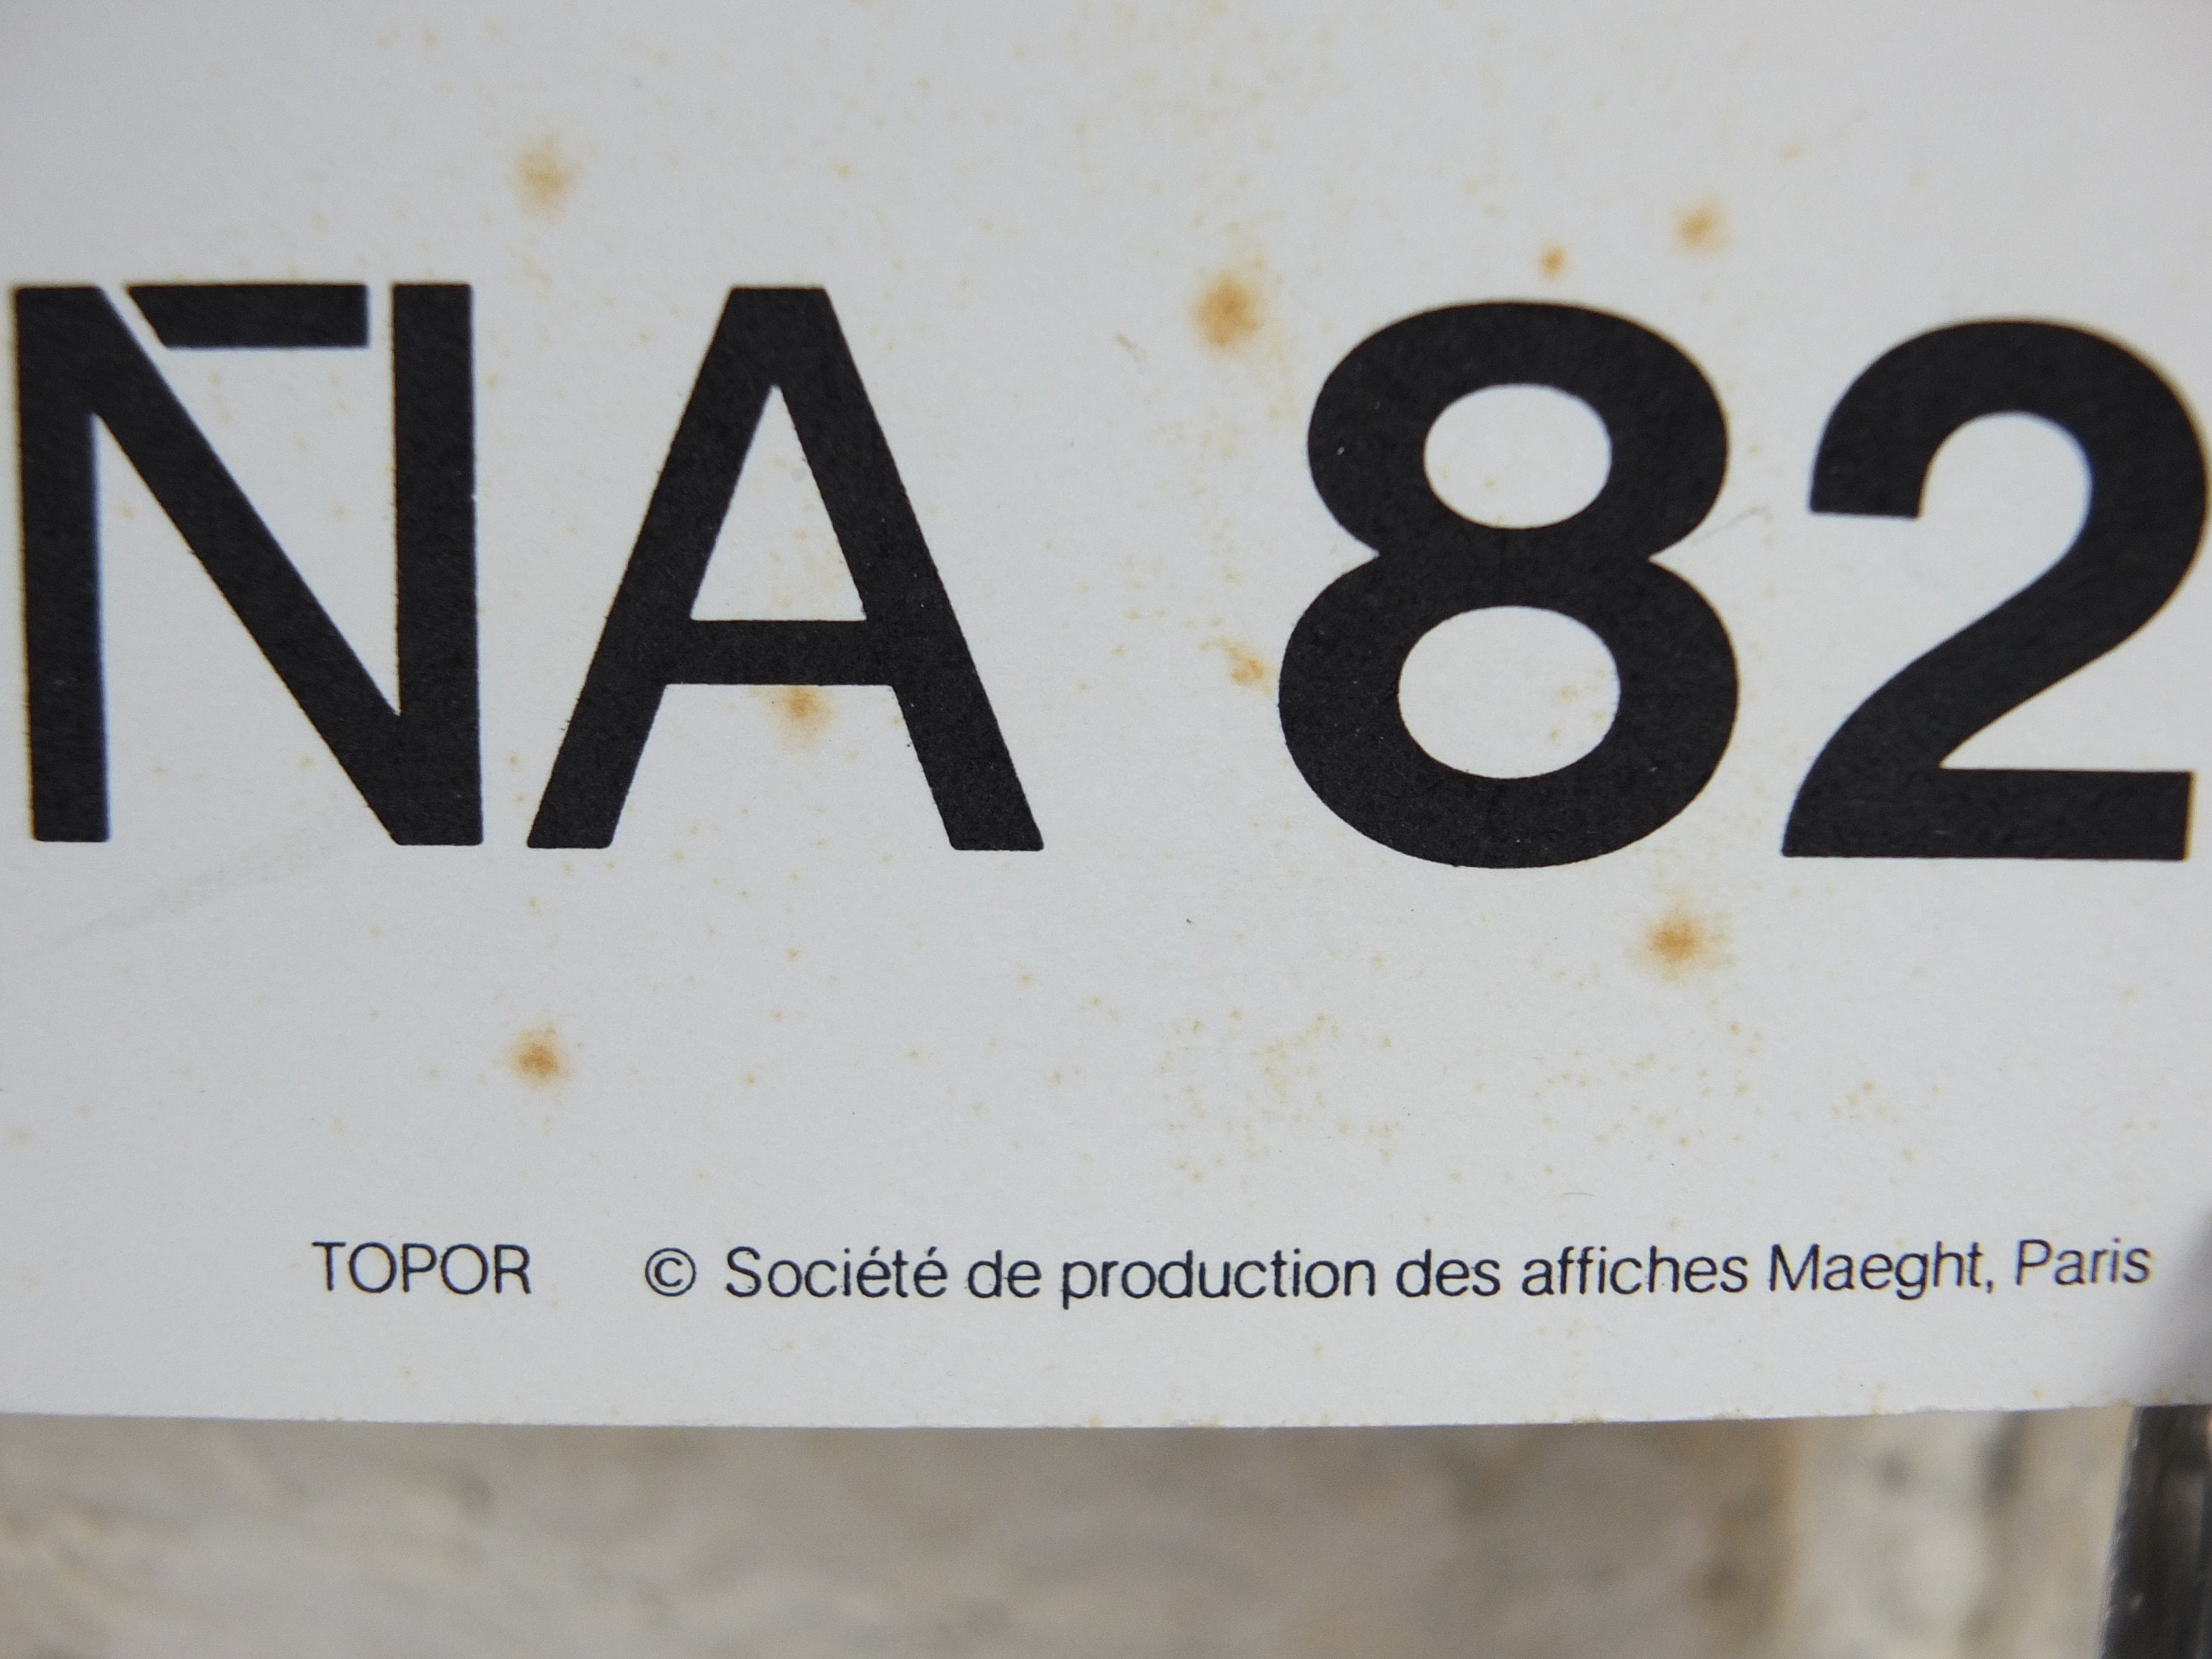 ÑA 82
TOPOR © Société de production des affiches Maeght, Paris